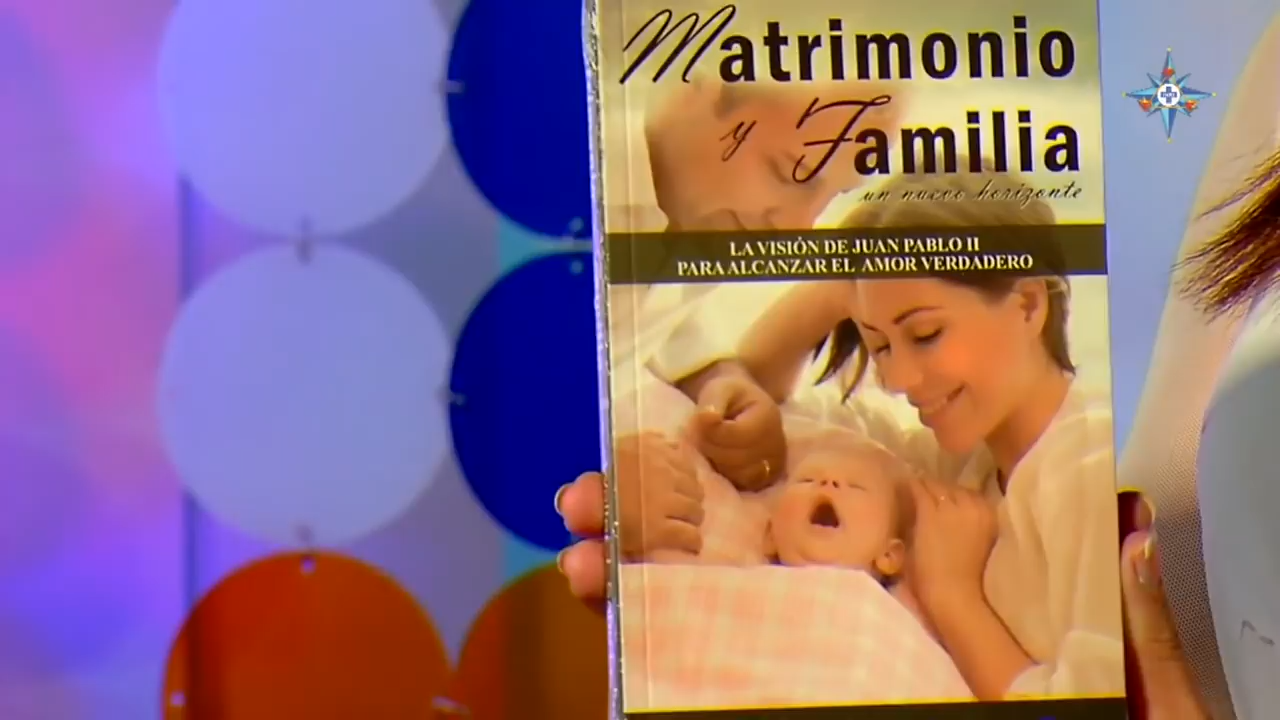 Matrimonio
y Familia
un nuevo horizonte
LA VISIÓN DE JUAN PABLO II
PARA ALCANZAR EL AMOR VERDADERO